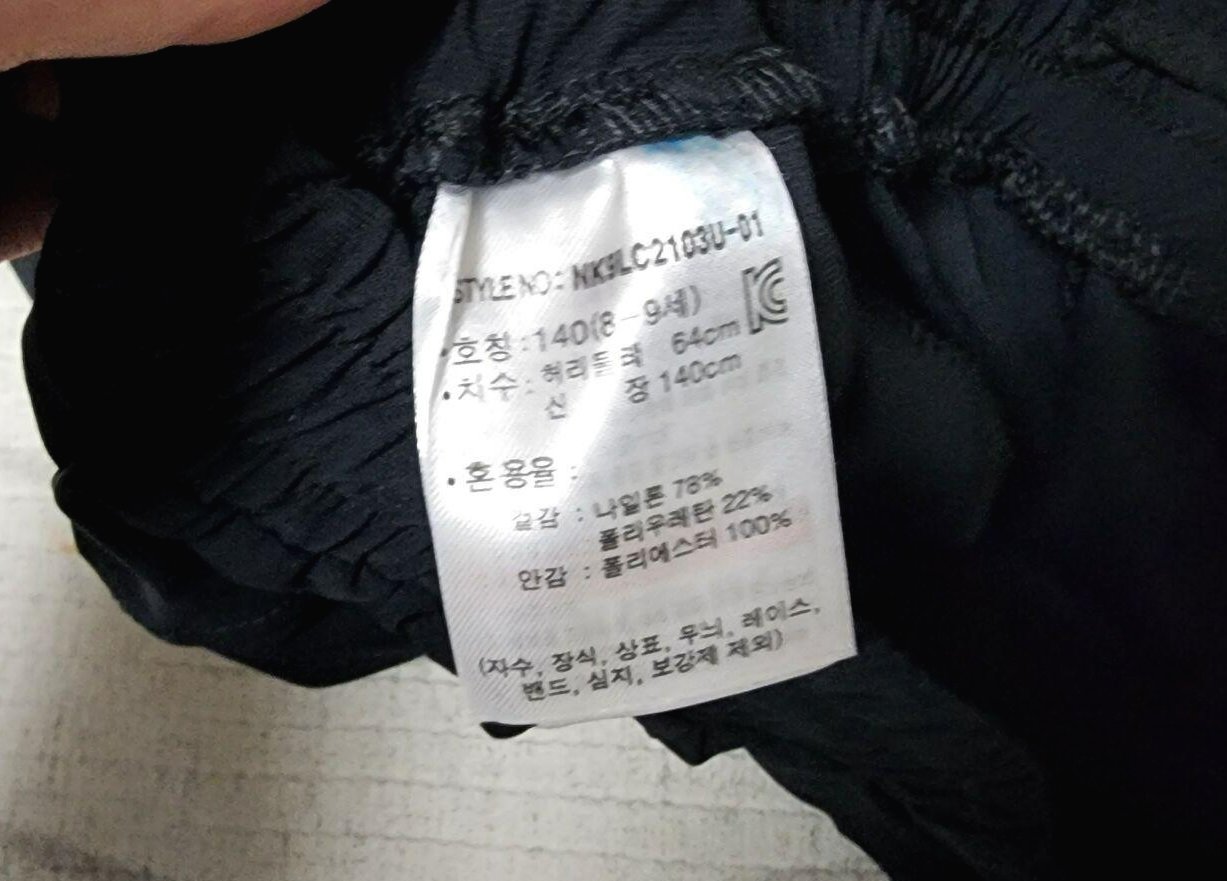 STYLE NO : NK9LC2103U-01
• 호칭 : 140(8-9세)
• 치수 : 허리둘레 64cm
신 장 140cm
• 혼용율 :
겉감 : 나일론 78%
폴리우레탄 22%
안감 : 폴리에스터 100%
(자수, 장식, 상표, 무늬, 레이스,
밴드, 심지, 보강제 제외)